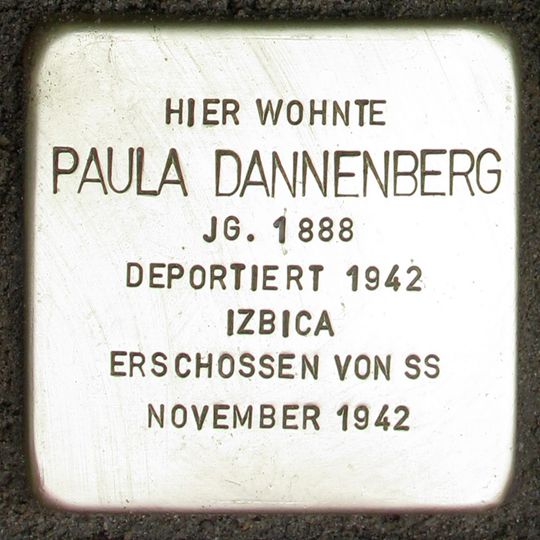 HIER WOHNTE
PAULA DANNENBERG
JG. 1888
DEPORTIERT 1942
IZBICA
ERSCHOSSEN VON SS
NOVEMBER 1942